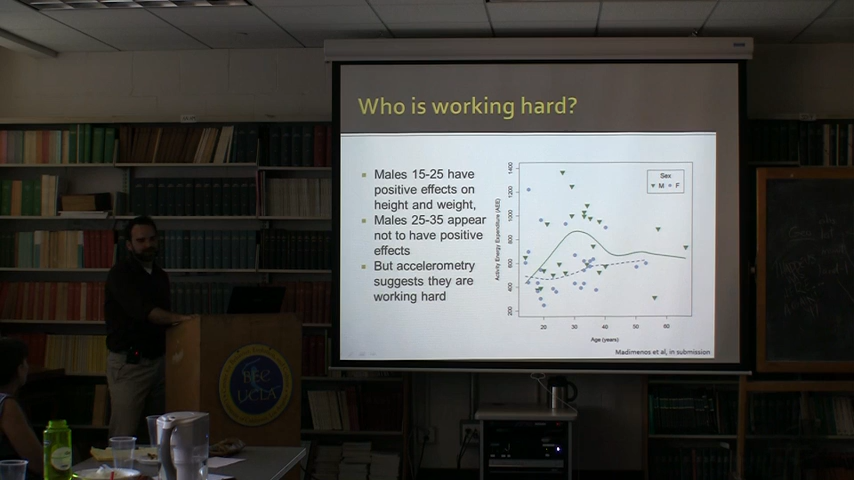 Who is working hard?
Males 15-25 have
positive effects on
height and weight,
Males 25-35 appear
not to have positive
effects
But accelerometry
suggests they are
working hard
Activity Energy Expenditure (AEE)
1400
1200
1000
800
600
400
200
20
30
40
50
60
Age (years)
Sex
M F
Madimenos et al, in submission
BEC
UCLA